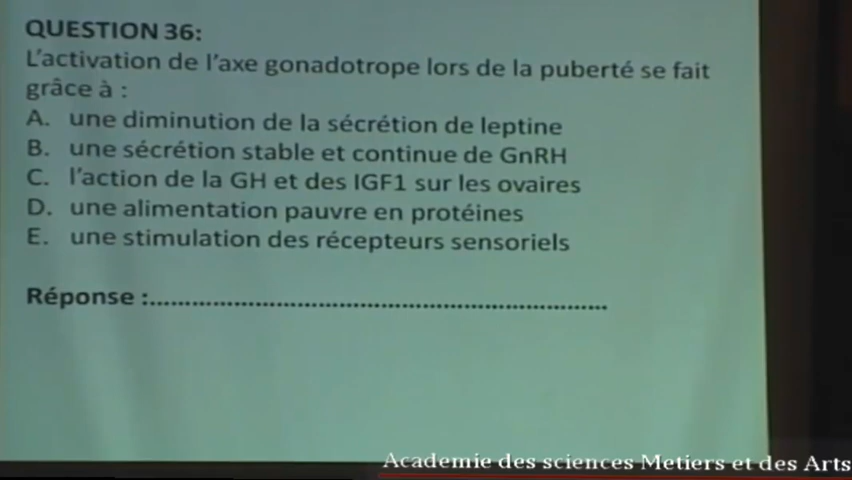 QUESTION 36:
L'activation de l'axe gonadotrope lors de la puberté se fait
grâce à :
A. une diminution de la sécrétion de leptine
B. une sécrétion stable et continue de GnRH
C. l'action de la GH et des IGF1 sur les ovaires
D. une alimentation pauvre en protéines
E. une stimulation des récepteurs sensoriels
Réponse :.................................................................
Academie des sciences Metiers et des Arts